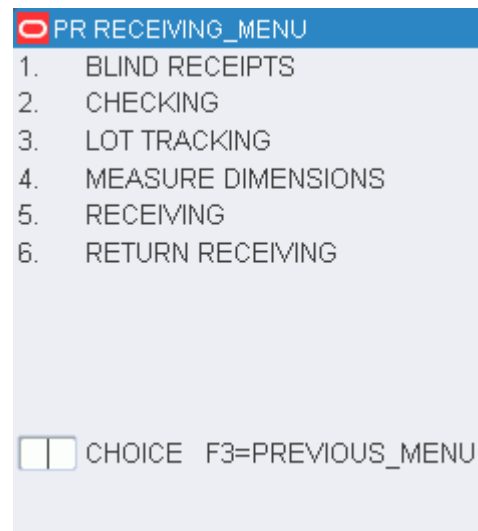 PR RECEIVING_MENU
1. BLIND RECEIPTS
2. CHECKING
3. LOT TRACKING
4. MEASURE DIMENSIONS
5. RECEIVING
6. RETURN RECEIVING
CHOICE F3=PREVIOUS_MENU